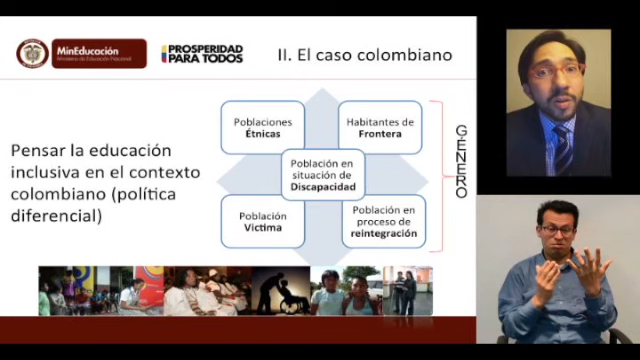 MinEducación
Ministerio de Educación Nacional
PROSPERIDAD
PARA TODOS
II. El caso colombiano
Pensar la educación
inclusiva en el contexto
colombiano (política
diferencial)
Poblaciones
Étnicas
Habitantes de
Frontera
Población en
situación de
Discapacidad
Población
Victima
Población en
proceso de
reintegración
GENERO